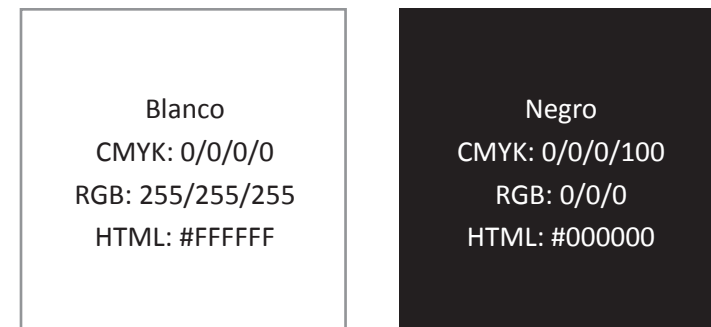 Blanco
CMYK: 0/0/0/0
RGB: 255/255/255
HTML: #FFFFFF
Negro
CMYK: 0/0/0/100
RGB: 0/0/0
HTML: #000000